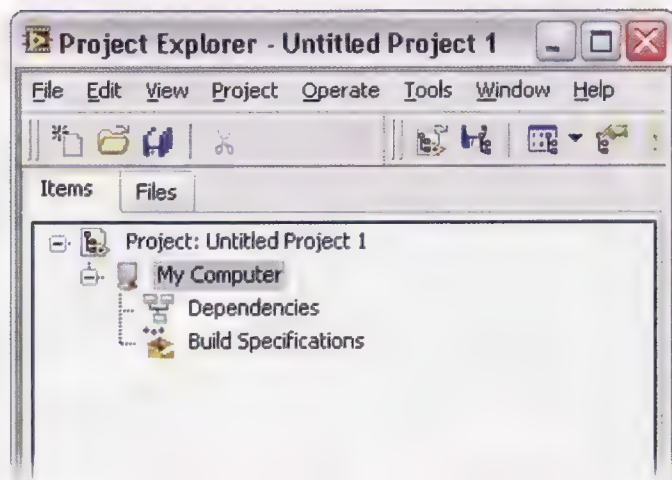 Project Explorer - Untitled Project 1
File Edit View Project Operate Tools Window Help
Items Files
Project: Untitled Project 1
My Computer
Dependencies
Build Specifications